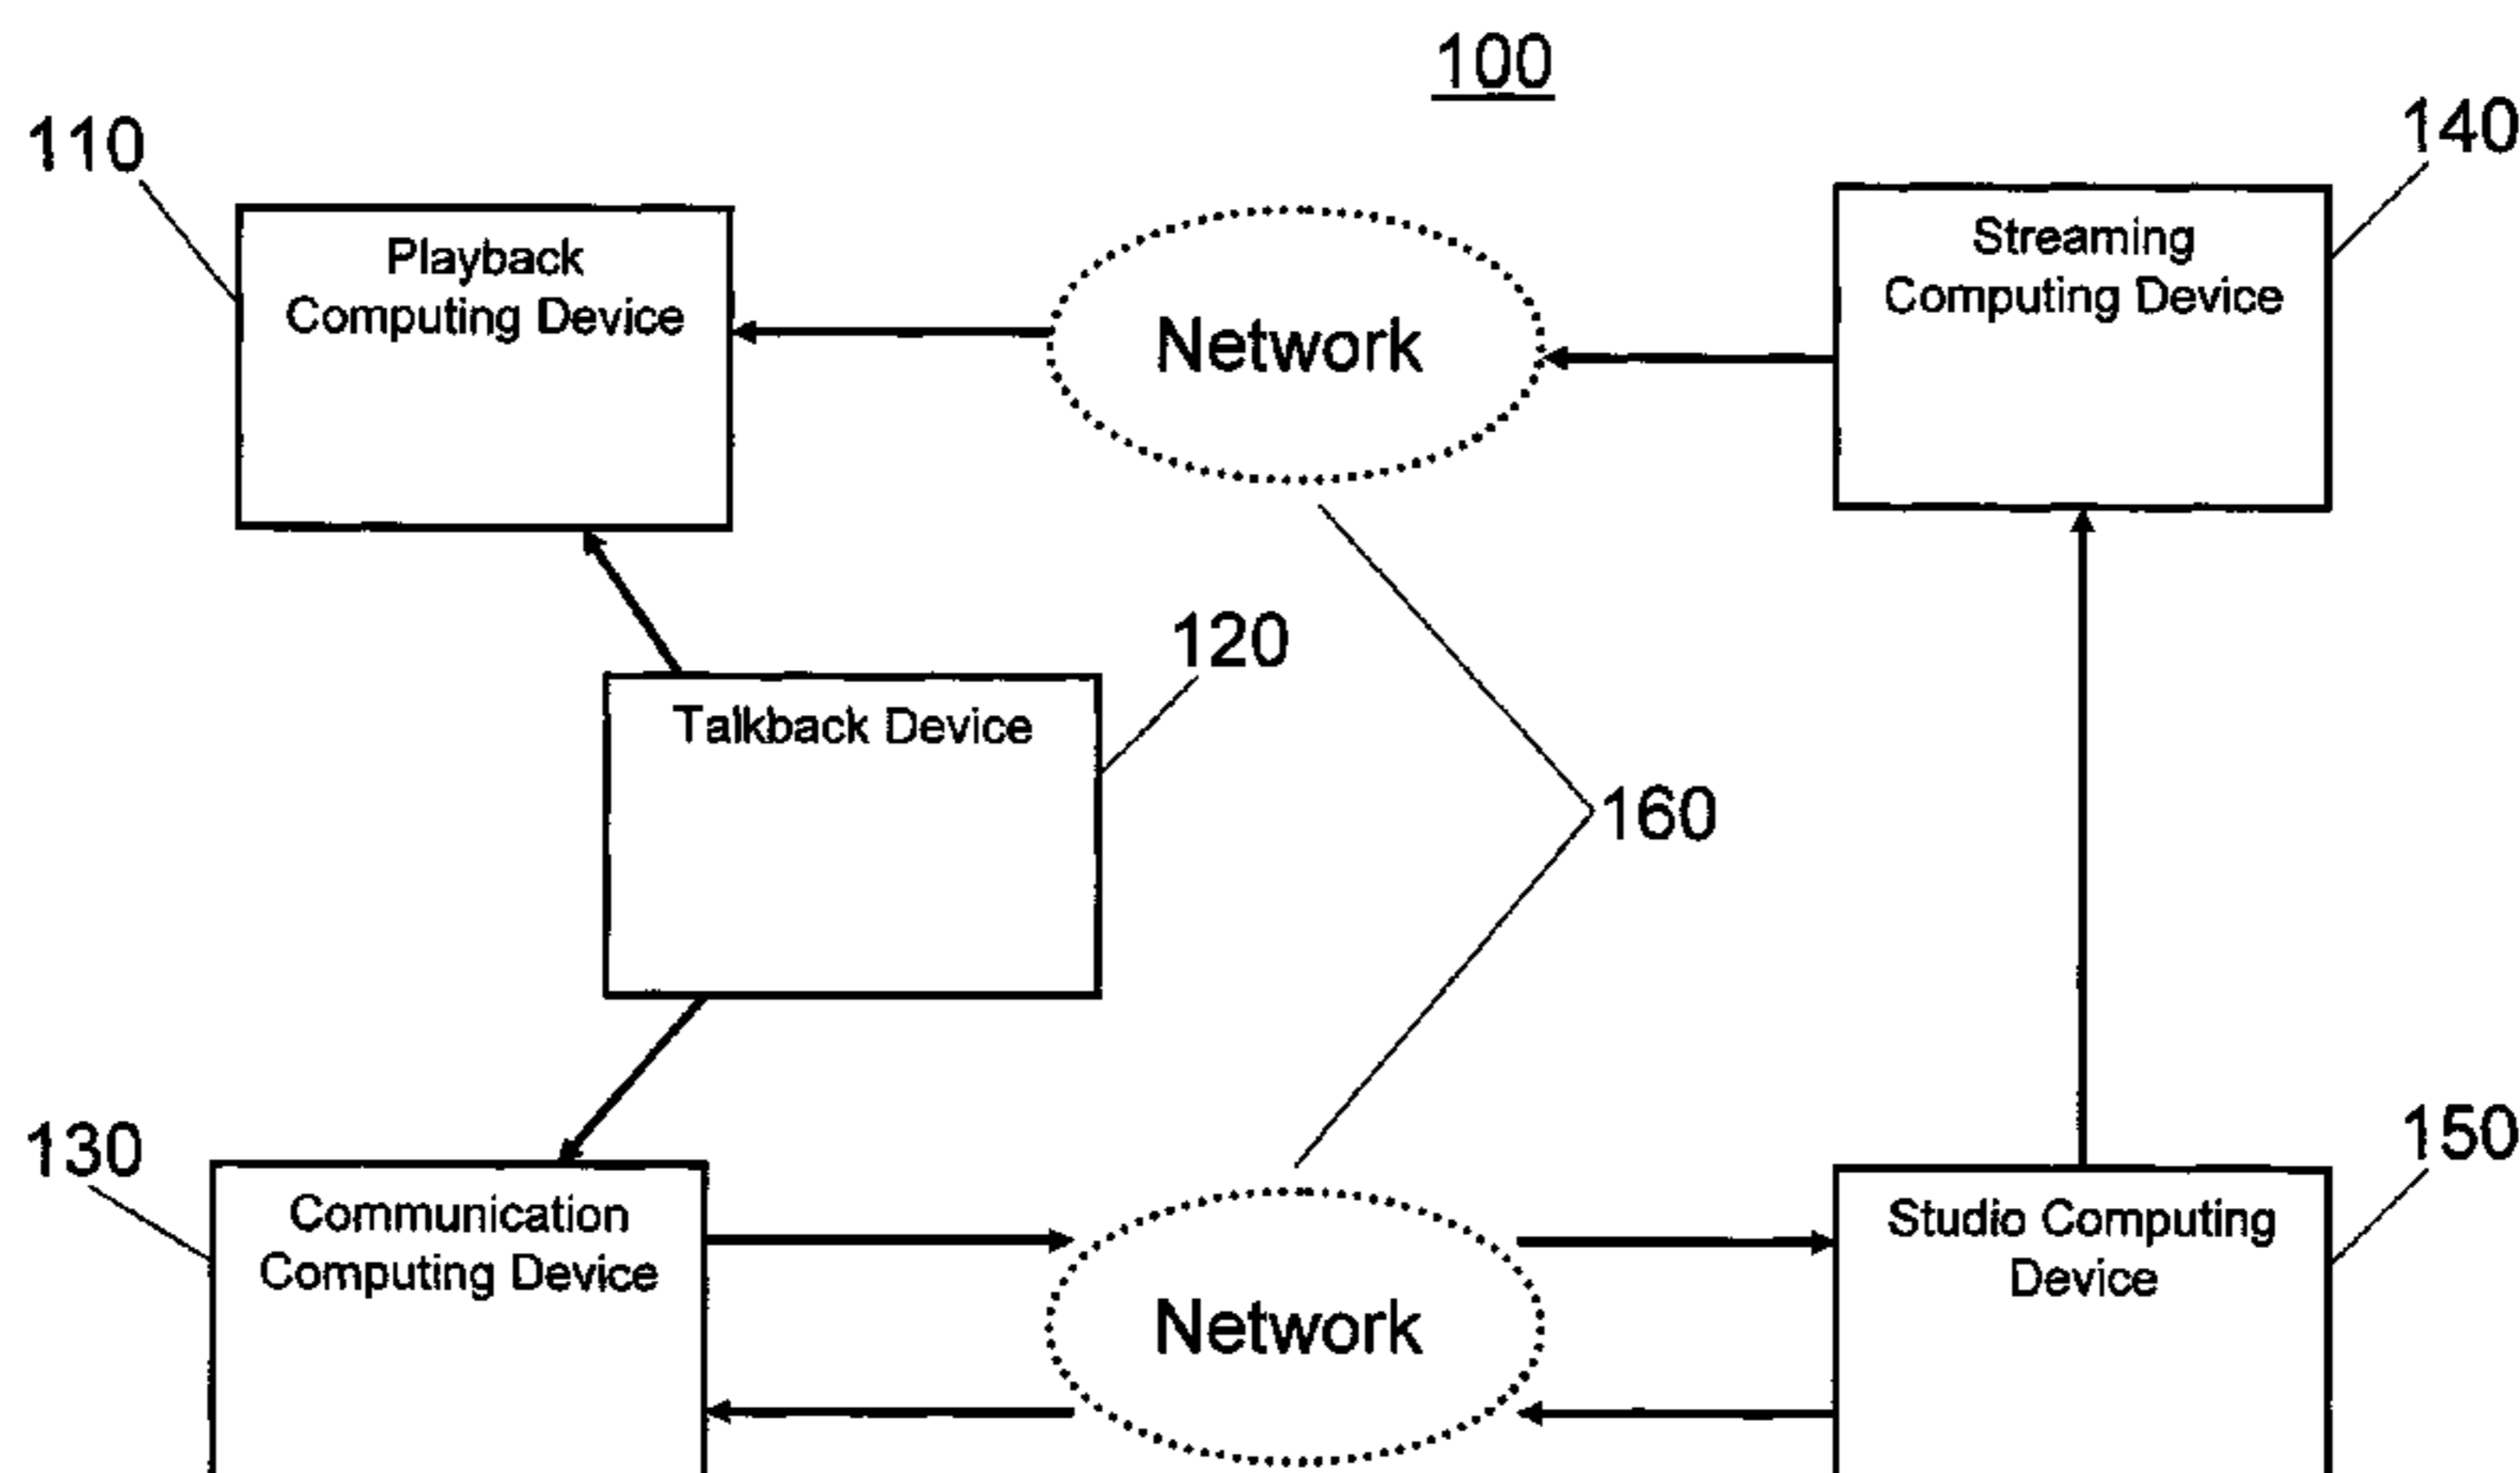 100
110
140
Playback
Computing Device
Network
Streaming
Computing Device
120
Talkback Device
160
130
150
Communication
Computing Device
Network
Studio Computing
Device